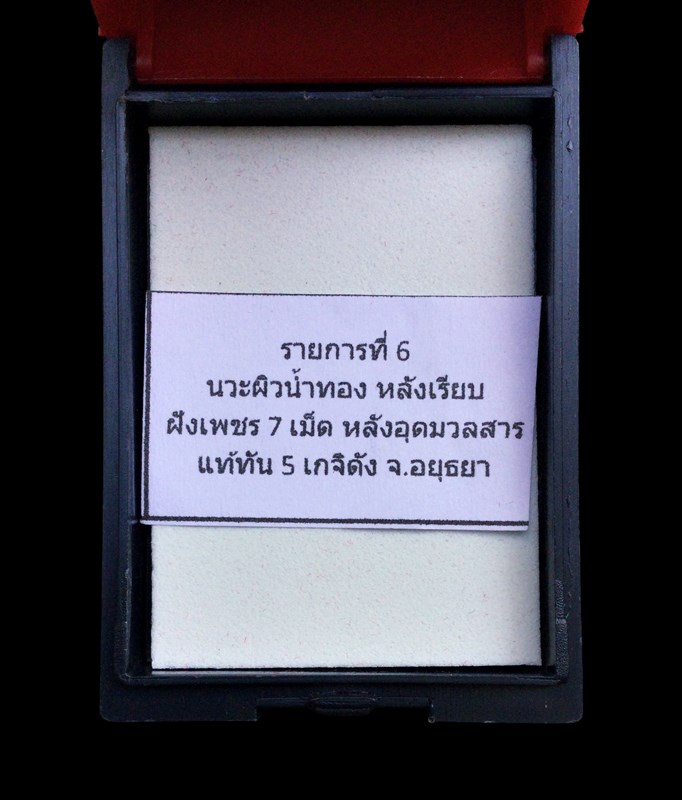 รายการที่ 6
นวะผิวน้ำทอง หลังเรียบ
ฝังเพชร 7 เม็ด หลังอุดมวลสาร
แท้ทัน 5 เกจิดัง จ.อยุธยา